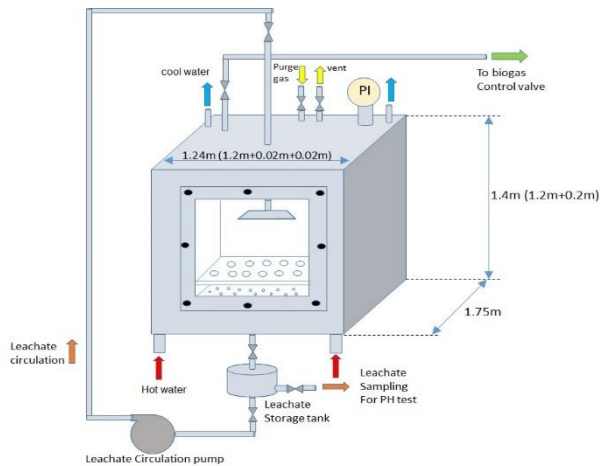 cool water
Purge
gas
vent
PI
To biogas
Control valve
1.24m (1.2m+0.02m+0.02m)
1.4m (1.2m+0.2m)
1.75m
Leachate
circulation
Hot water
Leachate
Storage tank
Leachate
Sampling
For PH test
Leachate Circulation pump